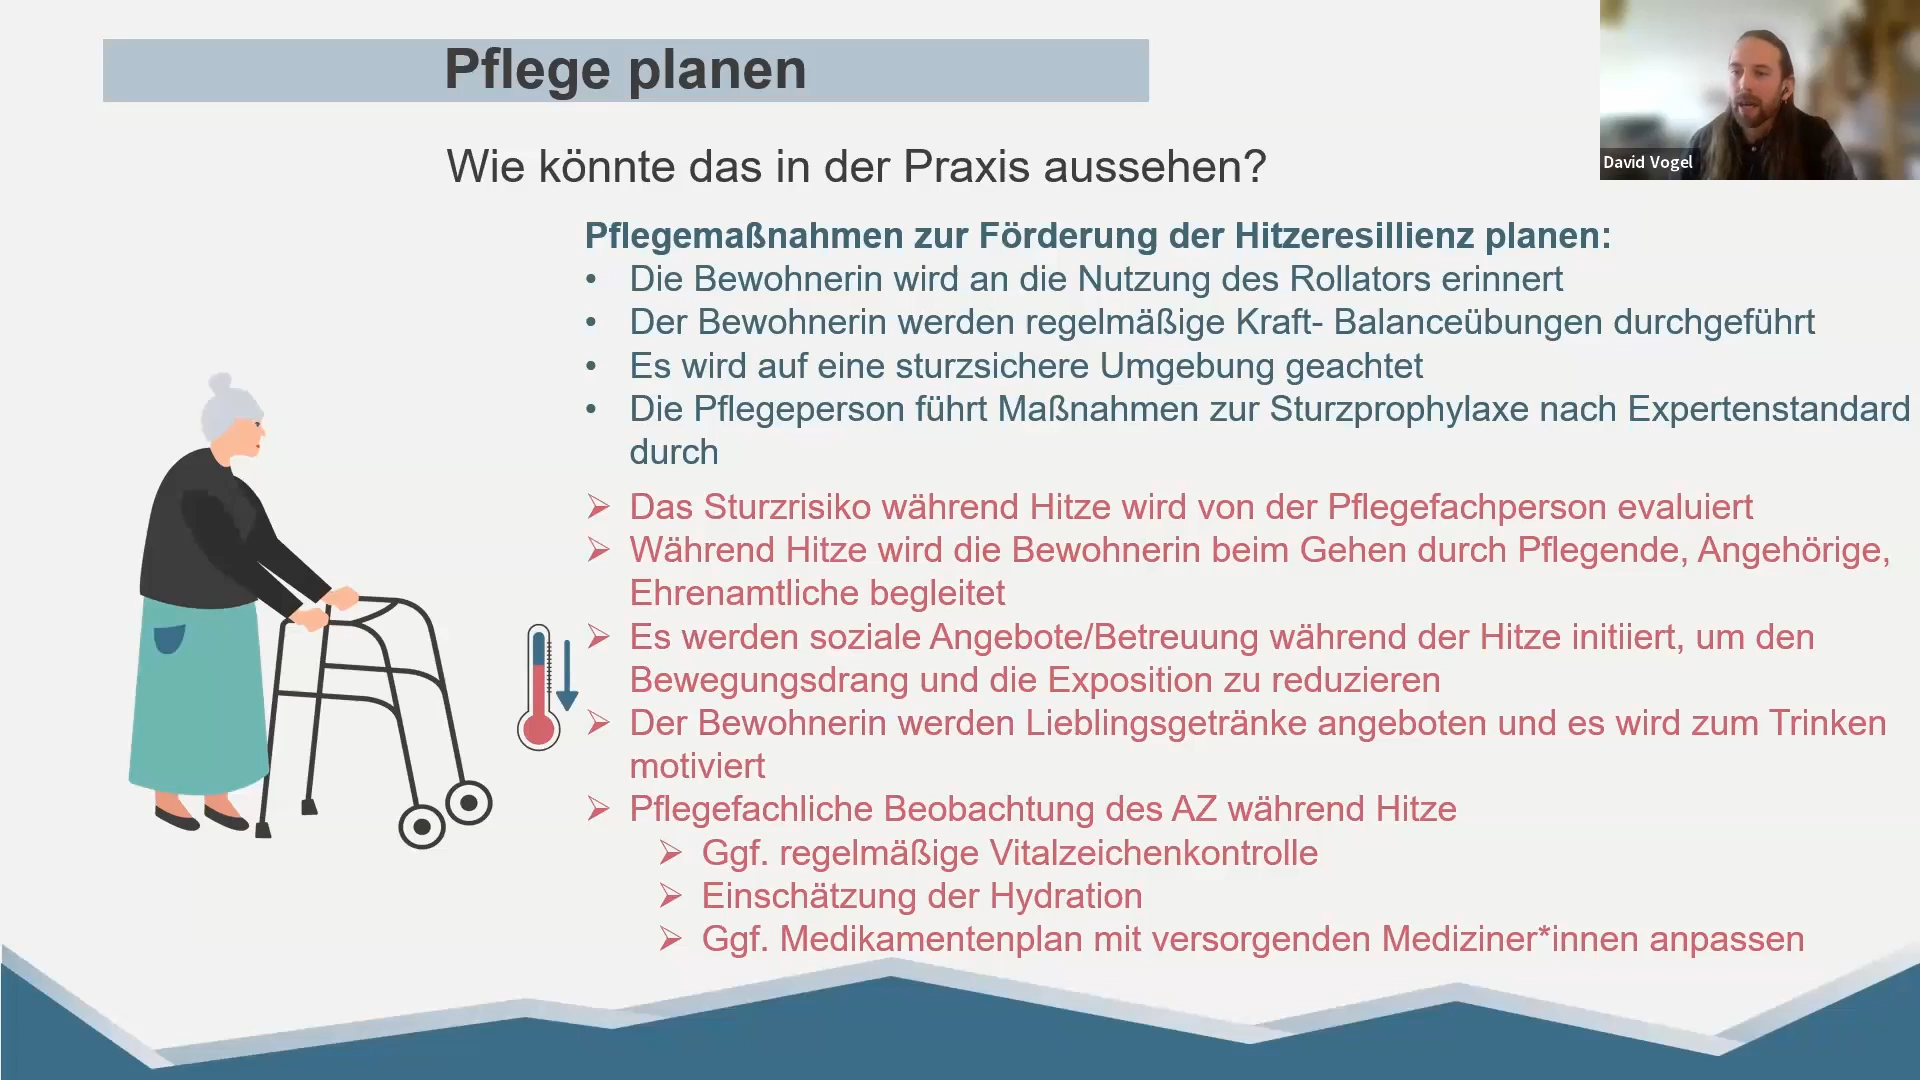 Pflege planen
David Vogel
Wie könnte das in der Praxis aussehen?
Pflegemaßnahmen zur Förderung der Hitzeresillienz planen:
• Die Bewohnerin wird an die Nutzung des Rollators erinnert
• Der Bewohnerin werden regelmäßige Kraft- Balanceübungen durchgeführt
• Es wird auf eine sturzsichere Umgebung geachtet
• Die Pflegeperson führt Maßnahmen zur Sturzprophylaxe nach Expertenstandard
durch
➢ Das Sturzrisiko während Hitze wird von der Pflegefachperson evaluiert
➢ Während Hitze wird die Bewohnerin beim Gehen durch Pflegende, Angehörige,
Ehrenamtliche begleitet
➢ Es werden soziale Angebote/Betreuung während der Hitze initiiert, um den
Bewegungsdrang und die Exposition zu reduzieren
➢ Der Bewohnerin werden Lieblingsgetränke angeboten und es wird zum Trinken
motiviert
➢ Pflegefachliche Beobachtung des AZ während Hitze
➢ Ggf. regelmäßige Vitalzeichenkontrolle
➢ Einschätzung der Hydration
➢ Ggf. Medikamentenplan mit versorgenden Mediziner*innen anpassen